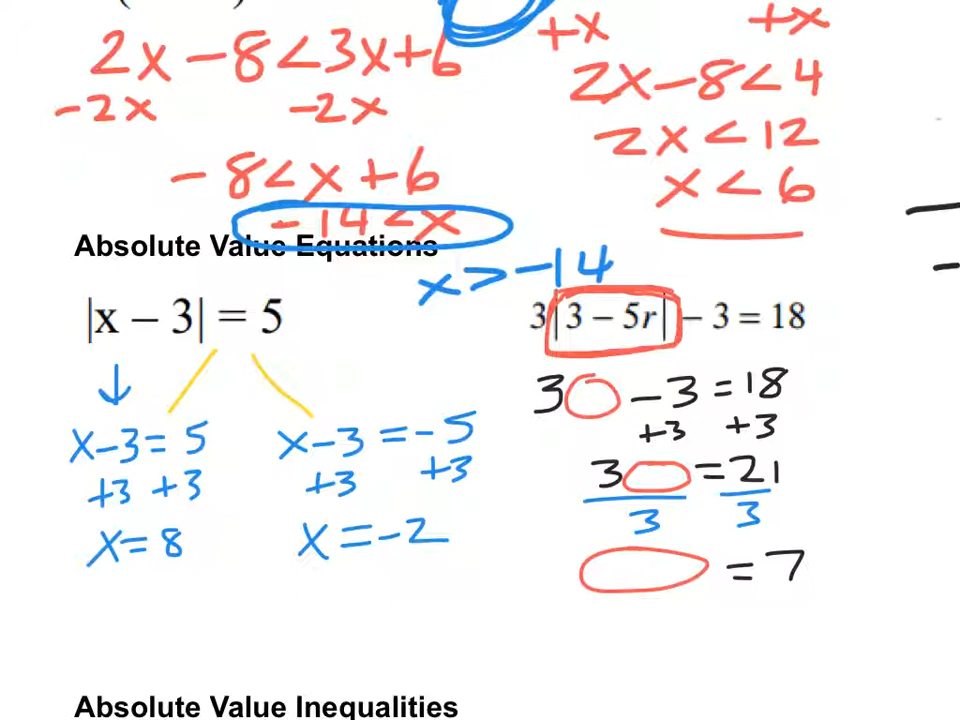 2x - 8 < 3x + 6
-2x -2x
- 8 < x + 6
- 14 < x
x > -14
+x +x
2x - 8 < 4
2x < 12
x < 6
Absolute Value Equations
|x − 3| = 5
x - 3 = 5
+3 +3
x = 8
x - 3 = -5
+3 +3
x = -2
3|3 − 5r| − 3 = 18
3 - 3 = 18
+3 +3
3 = 21
3 3
= 7
Absolute Value Inequalities